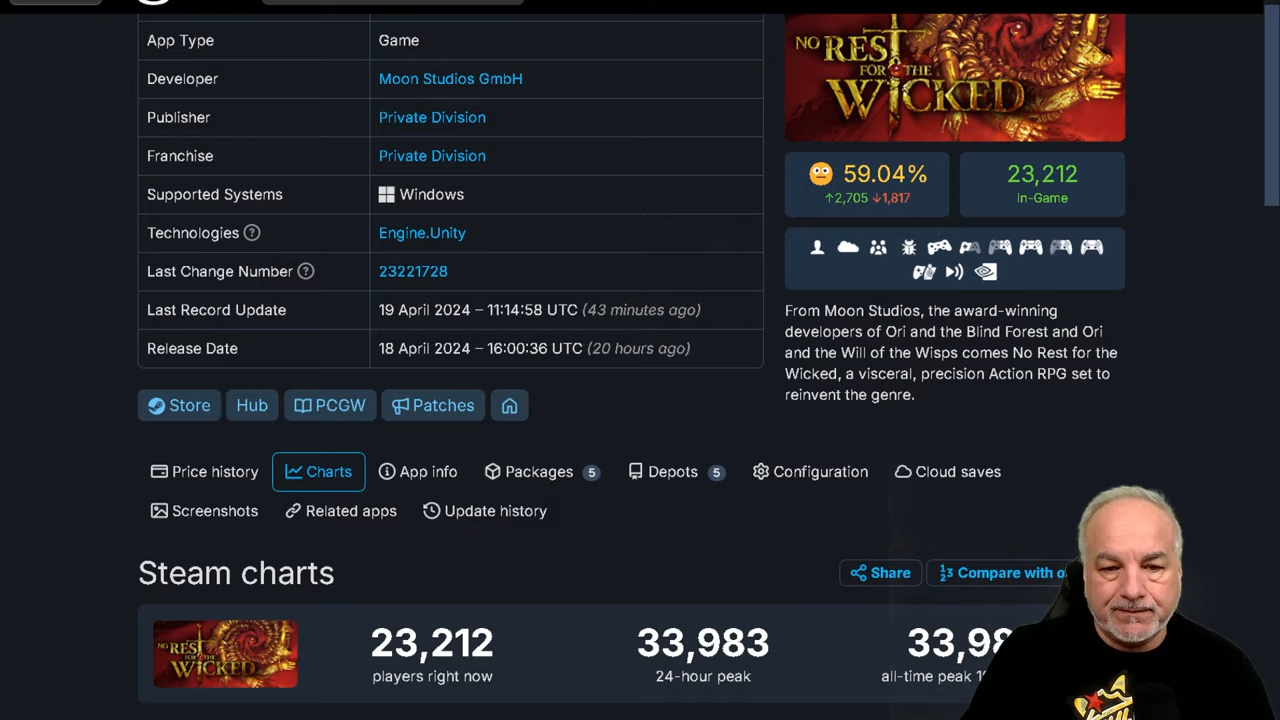 App Type Game
Developer Moon Studios GmbH
Publisher Private Division
Franchise Private Division
Supported Systems Windows
Technologies Engine.Unity
Last Change Number 23221728
Last Record Update 19 April 2024 – 11:14:58 UTC (43 minutes ago)
Release Date 18 April 2024 – 16:00:36 UTC (20 hours ago)
NO REST
FOR THE
WICKED
59.04%
↑2,705 ↓1,817
23,212
In-Game
From Moon Studios, the award-winning
developers of Ori and the Blind Forest and Ori
and the Will of the Wisps comes No Rest for the
Wicked, a visceral, precision Action RPG set to
reinvent the genre.
Store Hub PCGW Patches
Price history Charts App info Packages 5 Depots 5 Configuration Cloud saves
Screenshots Related apps Update history
Steam charts
Share Compare with
NO REST
FOR THE
WICKED
23,212
players right now
33,983
24-hour peak
33,98
all-time peak